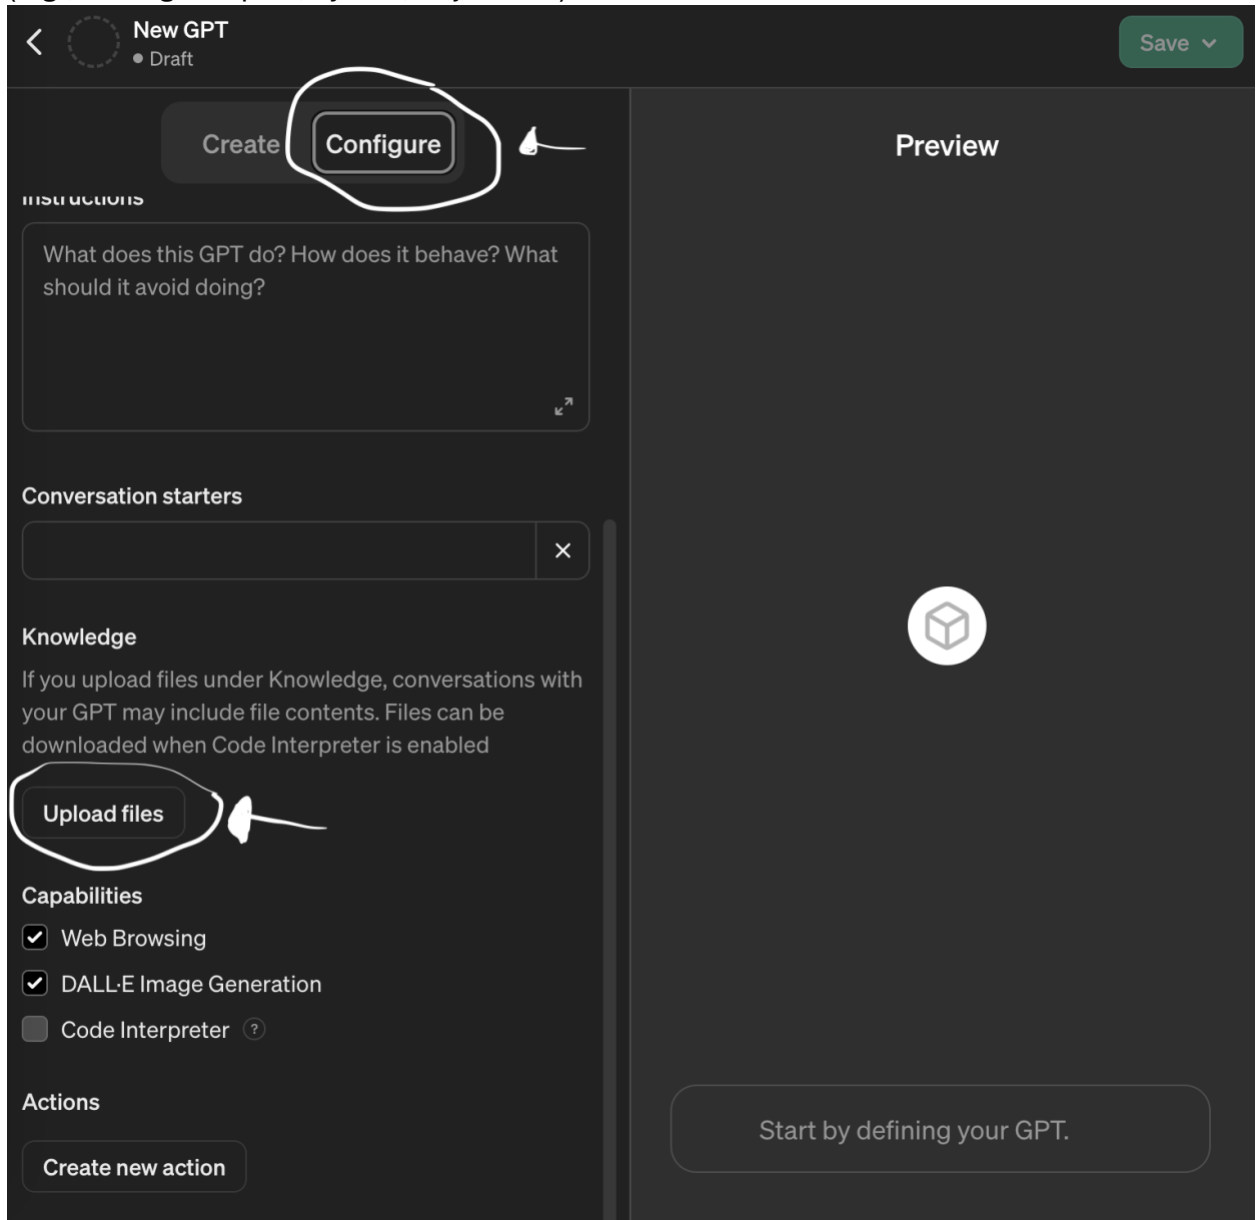 New GPT
Draft
Save
Create
Configure
Preview
Instructions
What does this GPT do? How does it behave? What
should it avoid doing?
Conversation starters
Knowledge
If you upload files under Knowledge, conversations with
your GPT may include file contents. Files can be
downloaded when Code Interpreter is enabled
Upload files
Capabilities
Web Browsing
DALL·E Image Generation
Code Interpreter ?
Actions
Create new action
Start by defining your GPT.